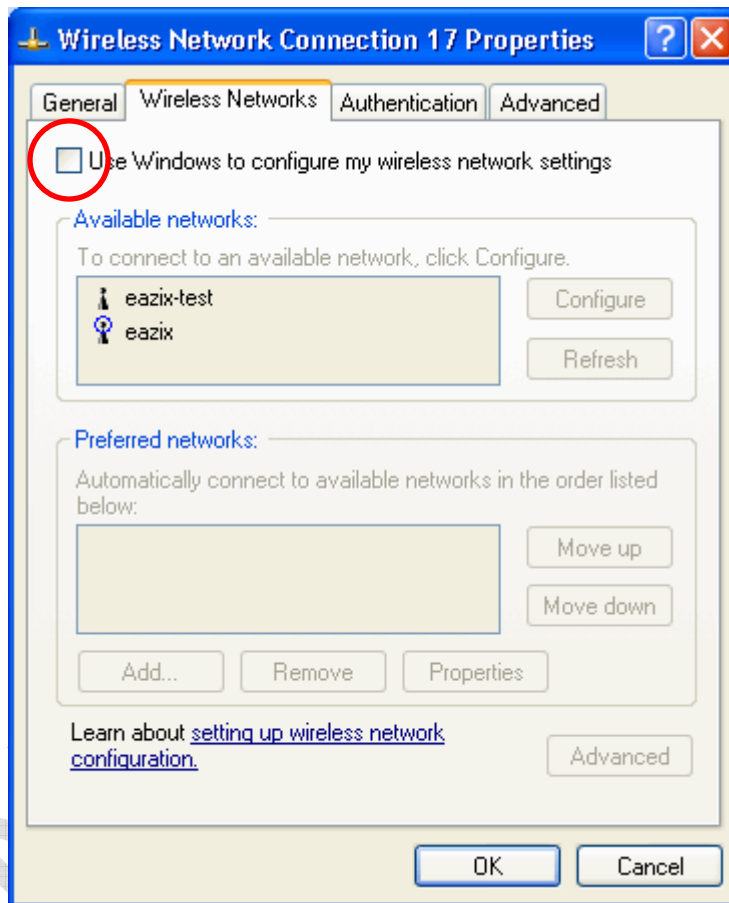 Wireless Network Connection 17 Properties
General Wireless Networks Authentication Advanced
Use Windows to configure my wireless network settings
Available networks:
To connect to an available network, click Configure.
eazix-test
Configure
eazix
Refresh
Preferred networks:
Automatically connect to available networks in the order listed
below:
Move up
Move down
Add... Remove Properties
Learn about setting up wireless network
configuration.
Advanced
OK Cancel